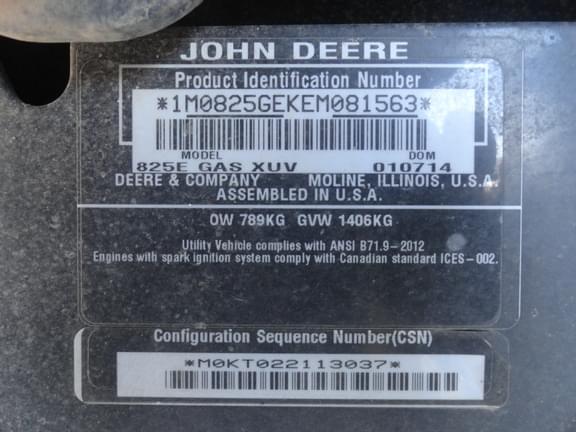 JOHN DEERE
Product Identification Number
*1M0825GEKEM081563*
MODEL DOM
825E GAS XUV 010714
DEERE & COMPANY MOLINE, ILLINOIS, U.S.A.
ASSEMBLED IN U.S.A.
OW 789KG GVW 1406KG
Utility Vehicle complies with ANSI B71.9-2012
Engines with spark ignition system comply with Canadian standard ICES-002.
Configuration Sequence Number(CSN)
*M0KT022113037*